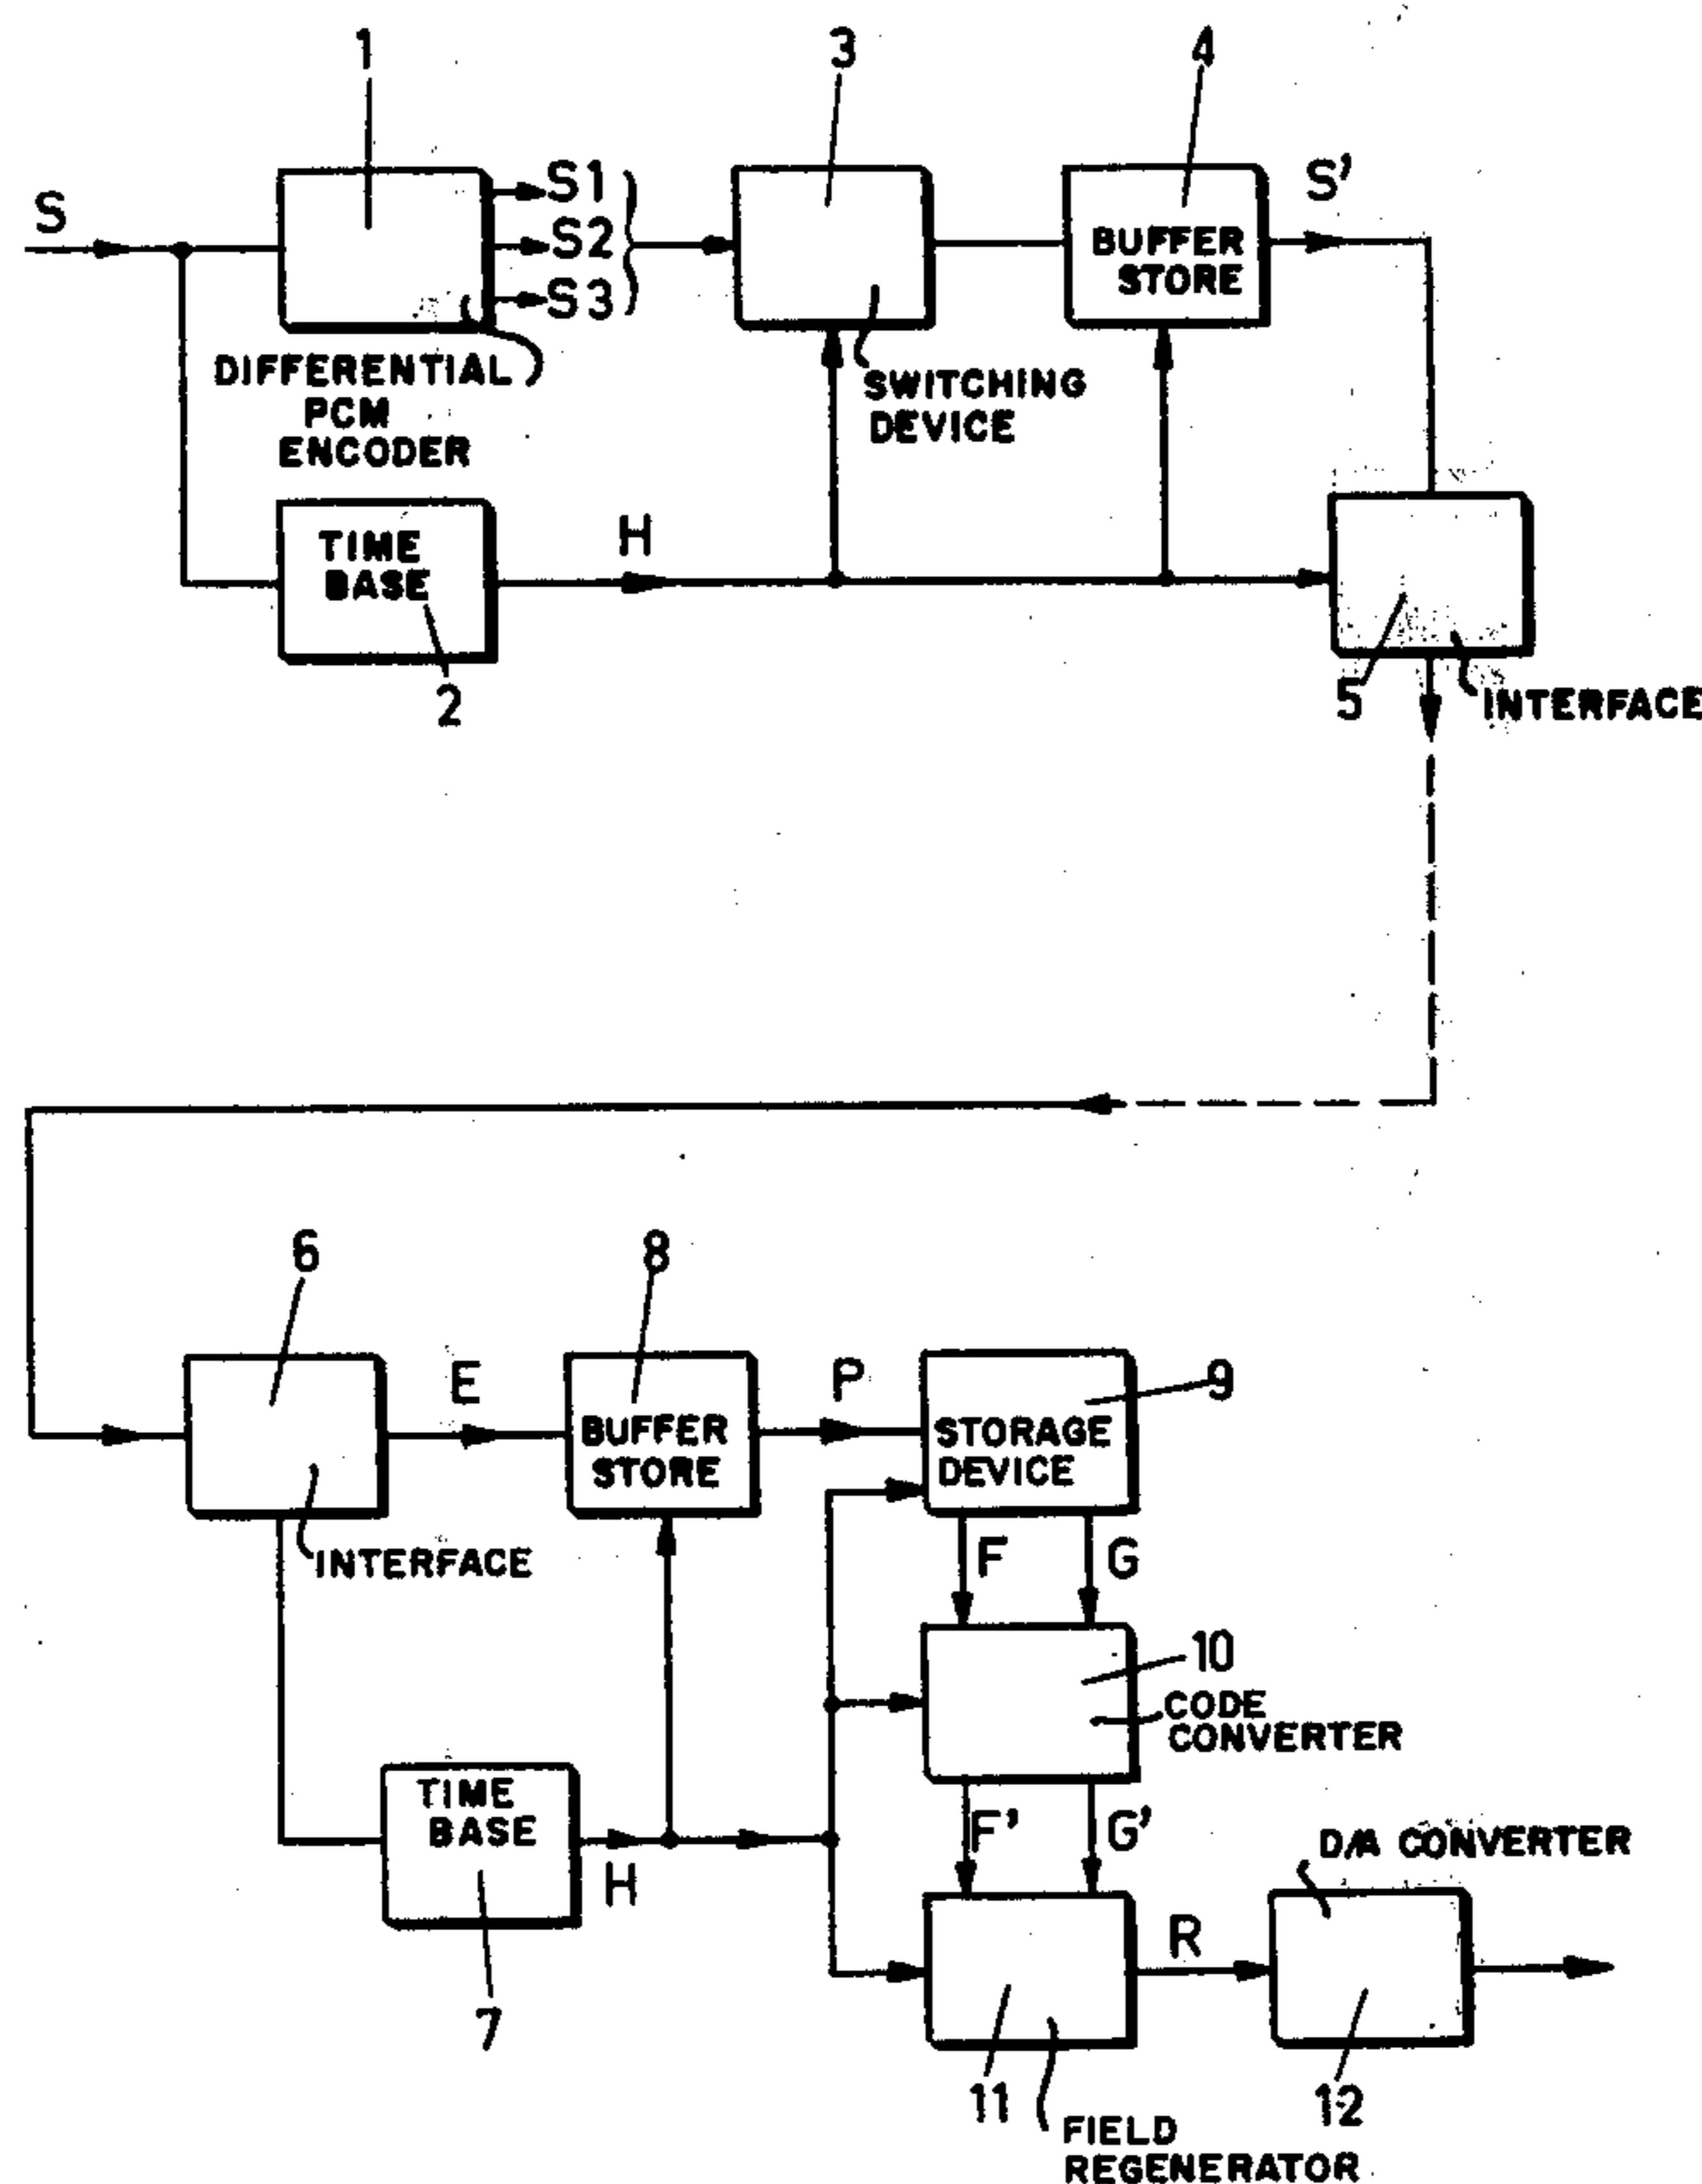 1
3
4
S
S1
S2
S3
S'
BUFFER
STORE
DIFFERENTIAL
PCM
ENCODER
SWITCHING
DEVICE
TIME
BASE
H
2
5
INTERFACE
6
8
E
P
9
BUFFER
STORE
STORAGE
DEVICE
INTERFACE
F
G
10
CODE
CONVERTER
TIME
BASE
H
F'
G'
D/A CONVERTER
7
R
11
12
FIELD
REGENERATOR